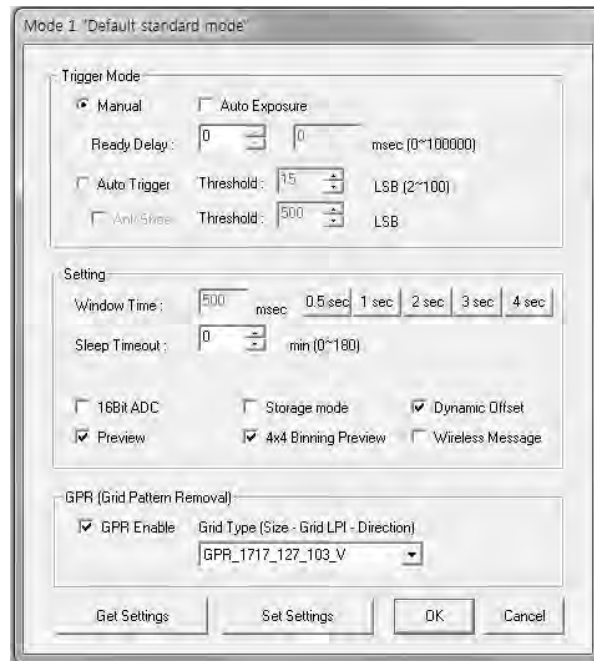 Mode 1 "Default standard mode"
Trigger Mode
Manual Auto Exposure
Ready Delay : 0 0 msec (0~100000)
Auto Trigger Threshold : 15 LSB (2~100)
Threshold : 500 LSB
Setting
Window Time : 500 msec 0.5 sec 1 sec 2 sec 3 sec 4 sec
Sleep Timeout : 0 min (0~180)
16Bit ADC Storage mode Dynamic Offset
Preview 4x4 Binning Preview Wireless Message
GPR (Grid Pattern Removal)
GPR Enable Grid Type (Size - Grid LPI - Direction)
GPR_1717_127_103_V
Get Settings Set Settings OK Cancel